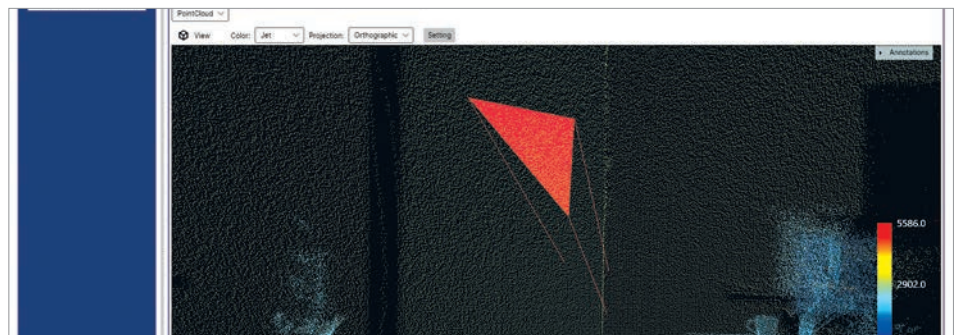 PointCloud
View Color: Jet Projection: Orthographic Setting
Annotations
5586.0
2902.0